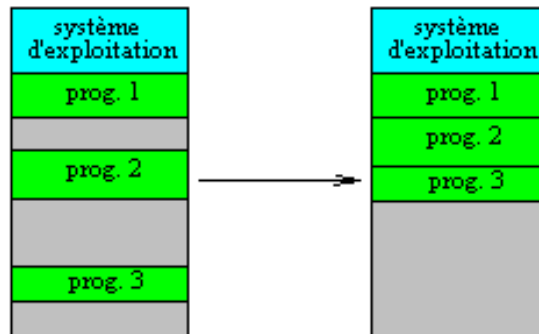 système
d'exploitation
prog. 1
prog. 2
prog. 3
système
d'exploitation
prog. 1
prog. 2
prog. 3